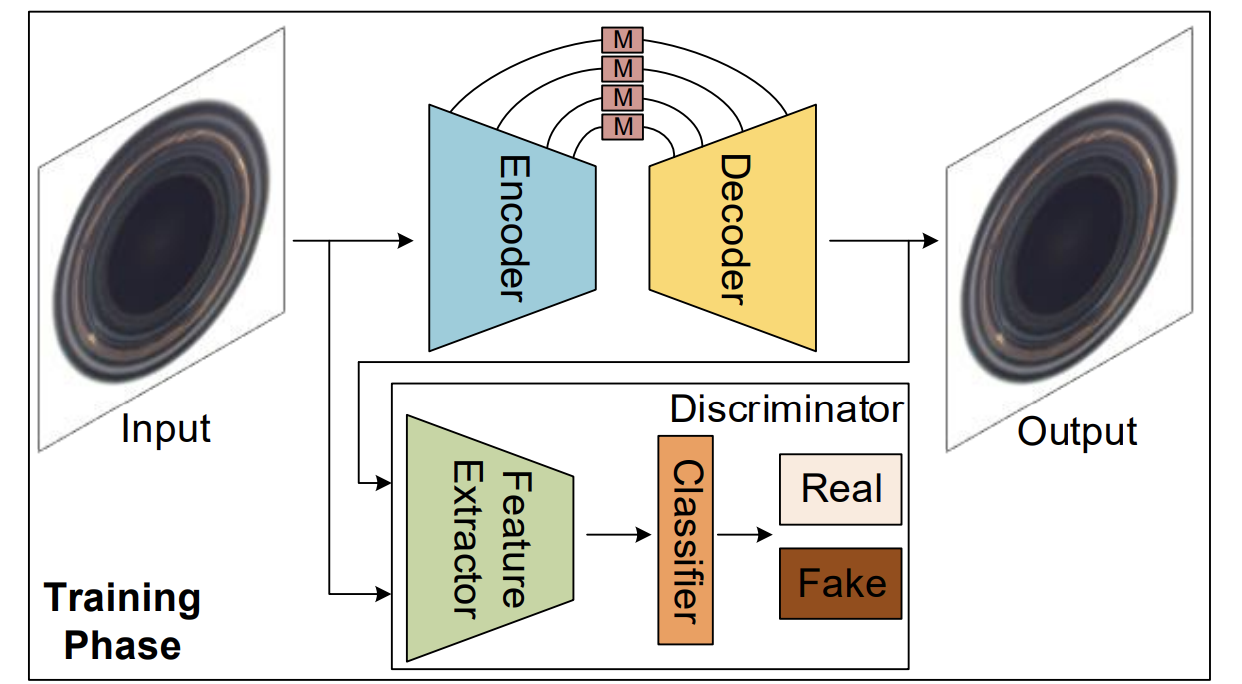 M
M
M
M
Encoder
Decoder
Input
Output
Discriminator
Feature
Extractor
Classifier
Real
Fake
Training
Phase